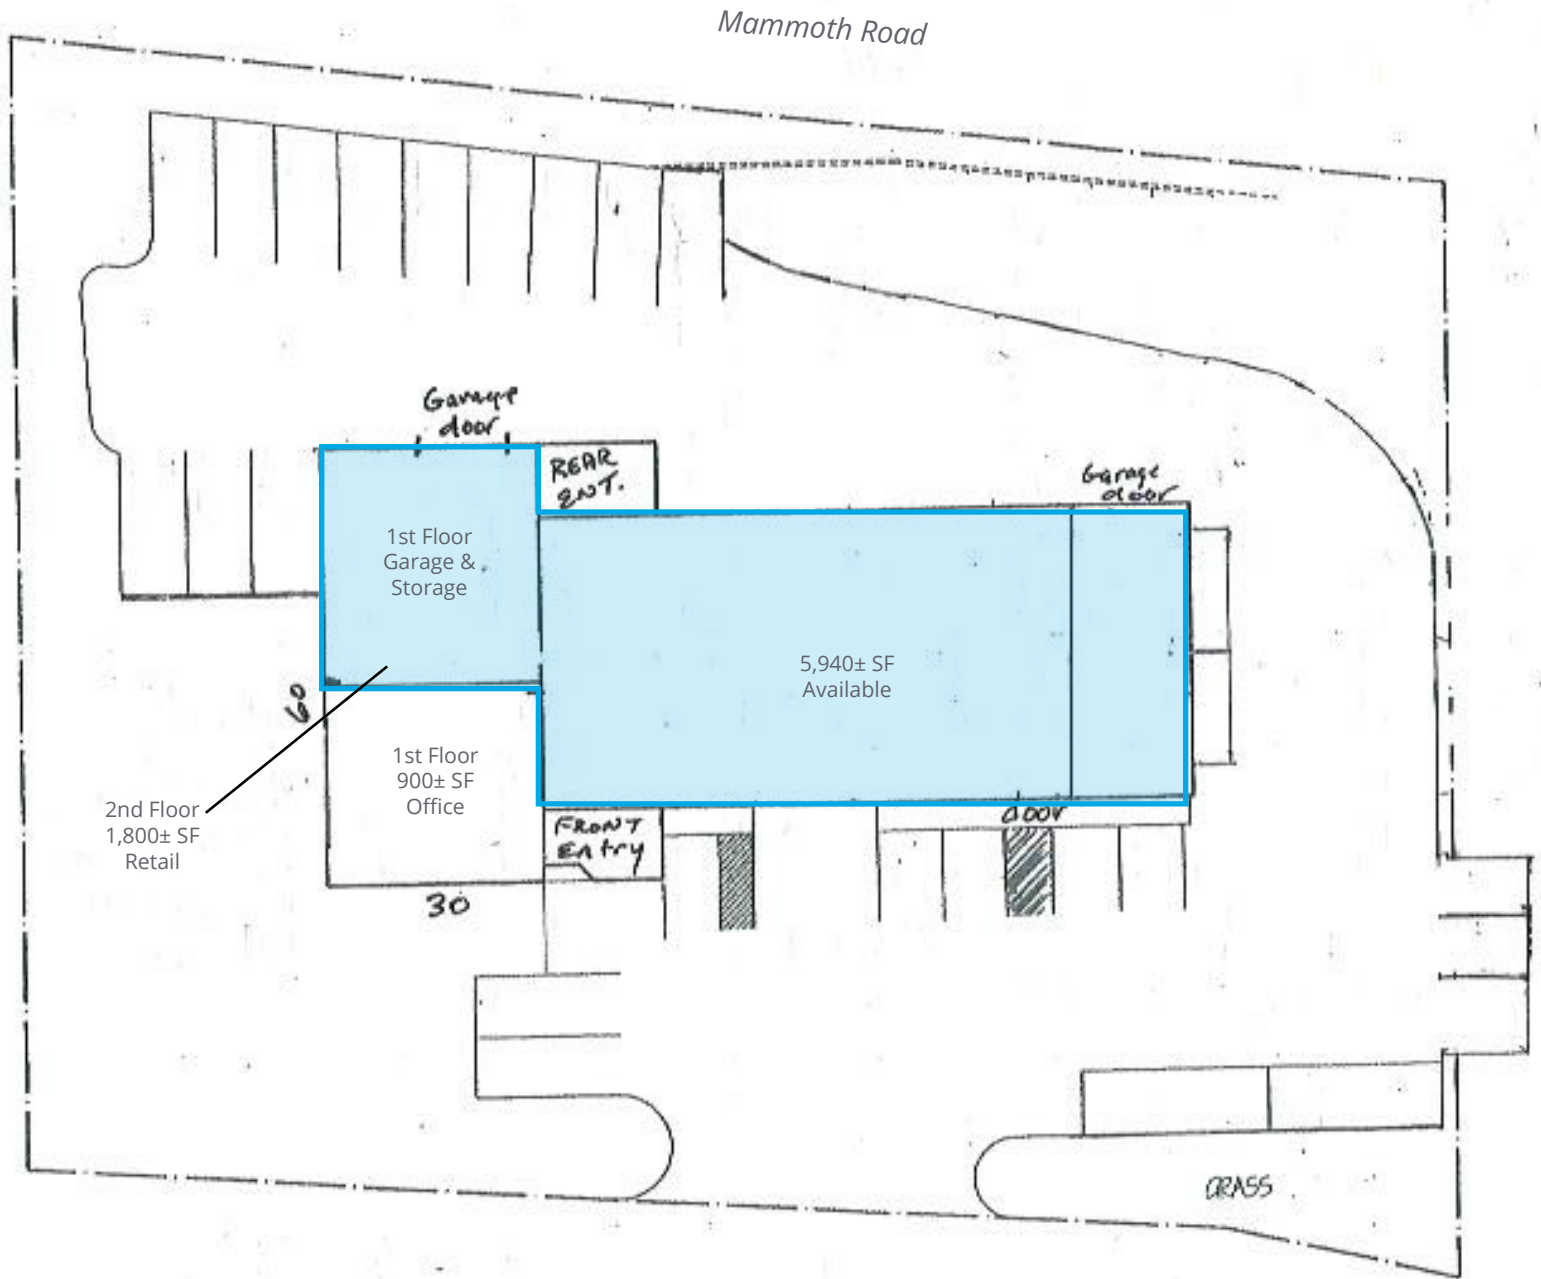 Mammoth Road
Garage
door
REAR
ENT.
Garage
door
1st Floor
Garage &
Storage
5,940± SF
Available
60
1st Floor
900± SF
Office
2nd Floor
1,800± SF
Retail
door
FRONT
Entry
30
GRASS